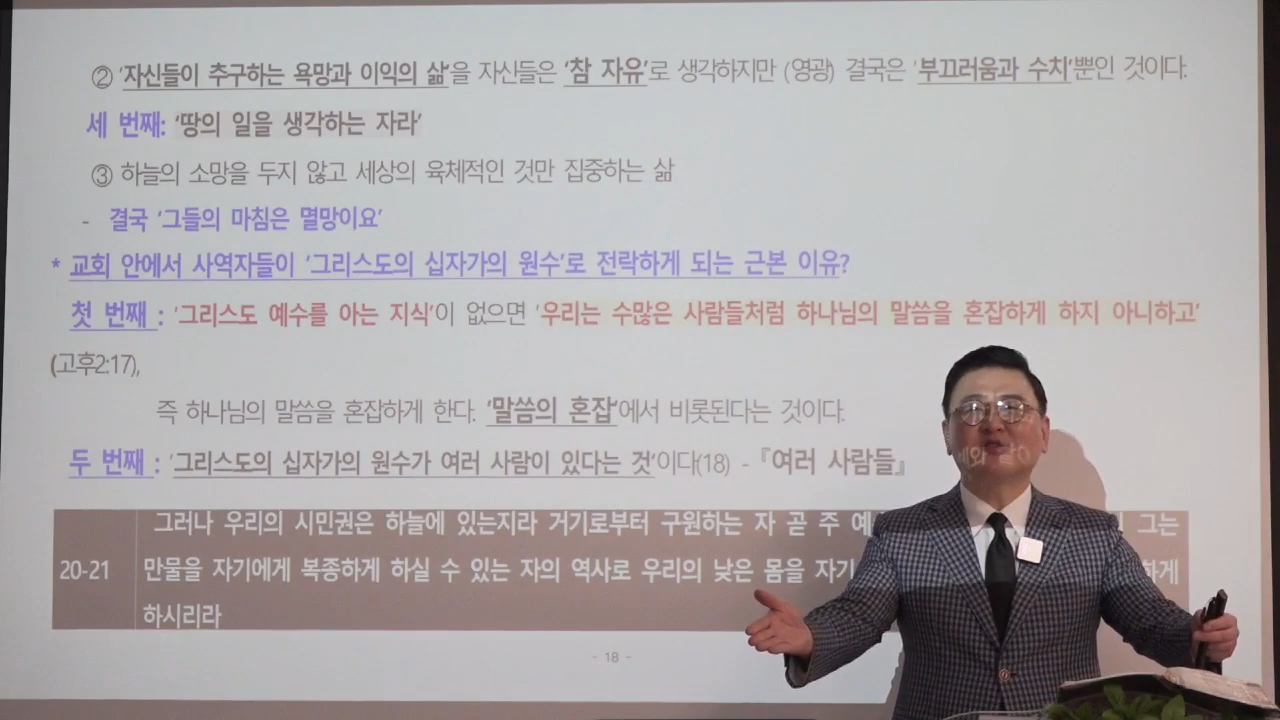 ② '자신들이 추구하는 욕망과 이익의 삶'을 자신들은 '참 자유'로 생각하지만 (영광) 결국은 '부끄러움과 수치'뿐인 것이다.
세 번째: '땅의 일을 생각하는 자라'
③ 하늘의 소망을 두지 않고 세상의 육체적인 것만 집중하는 삶
- 결국 '그들의 마침은 멸망이요'
* 교회 안에서 사역자들이 '그리스도의 십자가의 원수'로 전락하게 되는 근본 이유?
첫 번째 : '그리스도 예수를 아는 지식'이 없으면 '우리는 수많은 사람들처럼 하나님의 말씀을 혼잡하게 하지 아니하고'
(고후2:17),
즉 하나님의 말씀을 혼잡하게 한다. '말씀의 혼잡'에서 비롯된다는 것이다.
두 번째 : '그리스도의 십자가의 원수가 여러 사람이 있다는 것'이다(18) -『여러 사람들』
그러나 우리의 시민권은 하늘에 있는지라 거기로부터 구원하는 자 곧 주 예 그는
20-21 만물을 자기에게 복종하게 하실 수 있는 자의 역사로 우리의 낮은 몸을 자기 하게
하시리라
- 18 -